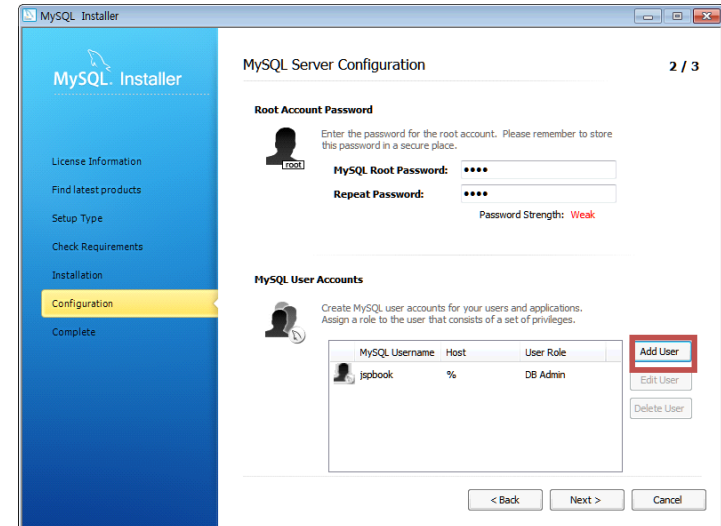 MySQL Installer
MySQL. Installer
License Information
Find latest products
Setup Type
Check Requirements
Installation
Configuration
Complete
MySQL Server Configuration
2 / 3
Root Account Password
root
Enter the password for the root account. Please remember to store
this password in a secure place.
MySQL Root Password: ••••
Repeat Password: ••••
Password Strength: Weak
MySQL User Accounts
Create MySQL user accounts for your users and applications.
Assign a role to the user that consists of a set of privileges.
MySQL Username Host User Role
jspbook % DB Admin
Add User
Edit User
Delete User
< Back Next > Cancel